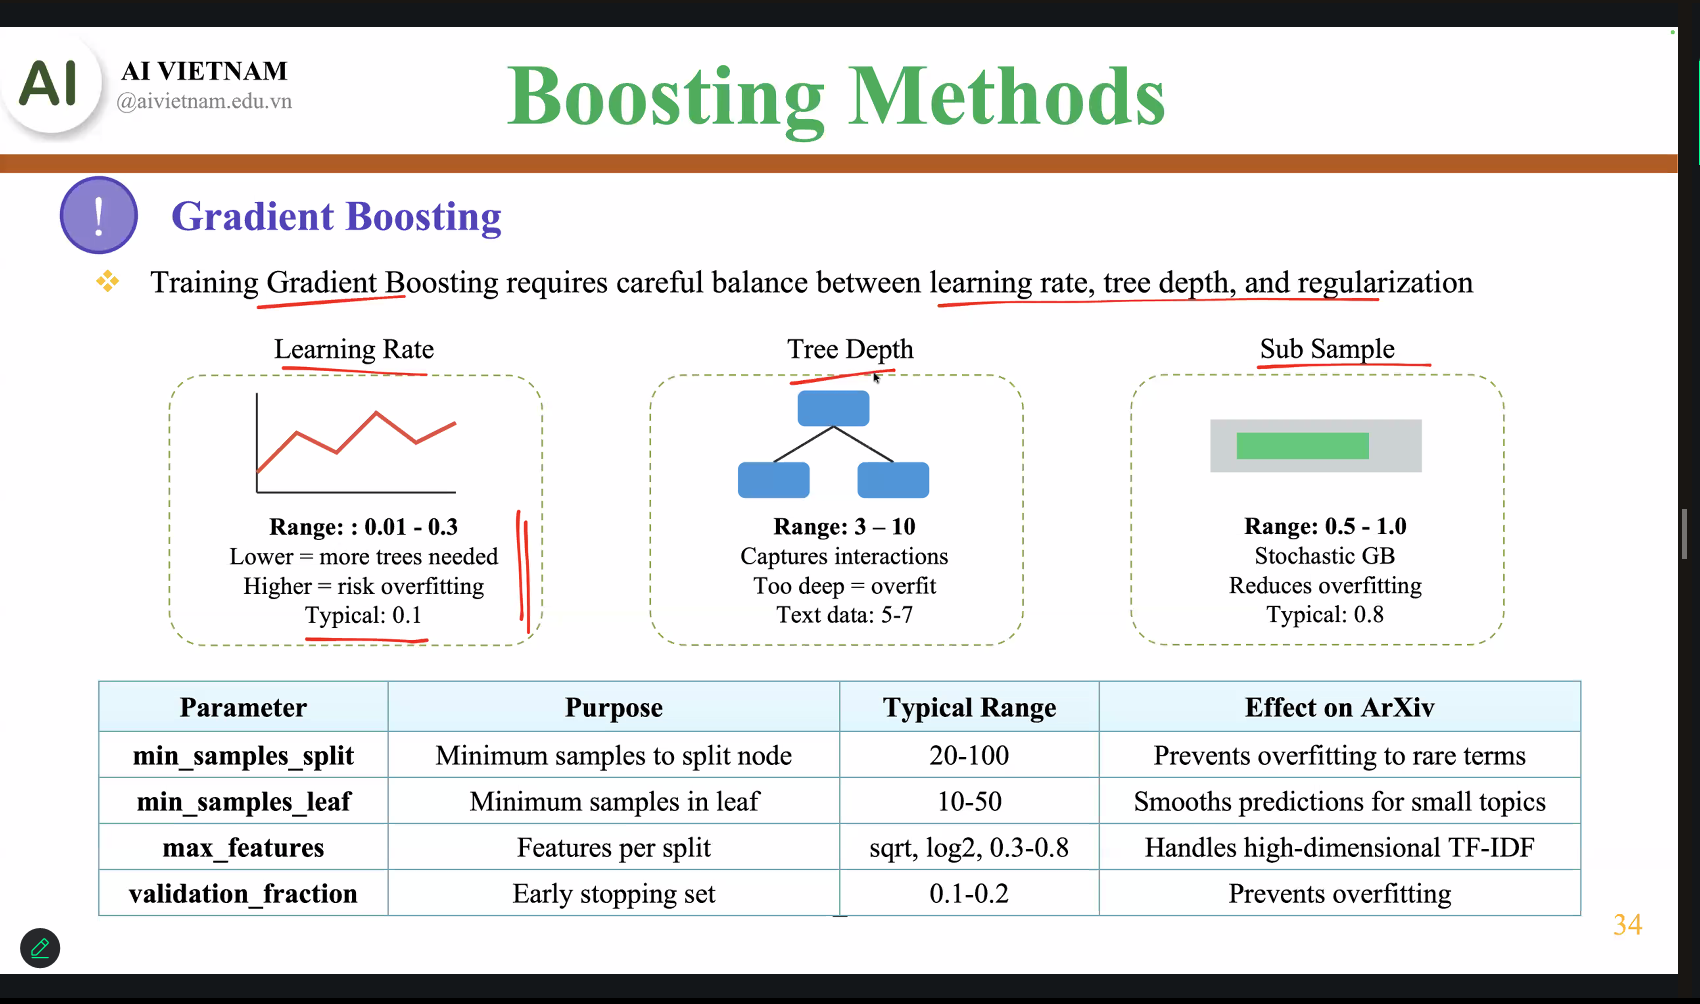 AI
AI VIETNAM
@aivietnam.edu.vn
Boosting Methods
!
Gradient Boosting
Training Gradient Boosting requires careful balance between learning rate, tree depth, and regularization
Learning Rate
Range: : 0.01 - 0.3
Lower = more trees needed
Higher = risk overfitting
Typical: 0.1
Tree Depth
Range: 3 – 10
Captures interactions
Too deep = overfit
Text data: 5-7
Sub Sample
Range: 0.5 - 1.0
Stochastic GB
Reduces overfitting
Typical: 0.8
Parameter Purpose Typical Range Effect on ArXiv
min_samples_split Minimum samples to split node 20-100 Prevents overfitting to rare terms
min_samples_leaf Minimum samples in leaf 10-50 Smooths predictions for small topics
max_features Features per split sqrt, log2, 0.3-0.8 Handles high-dimensional TF-IDF
validation_fraction Early stopping set 0.1-0.2 Prevents overfitting
34